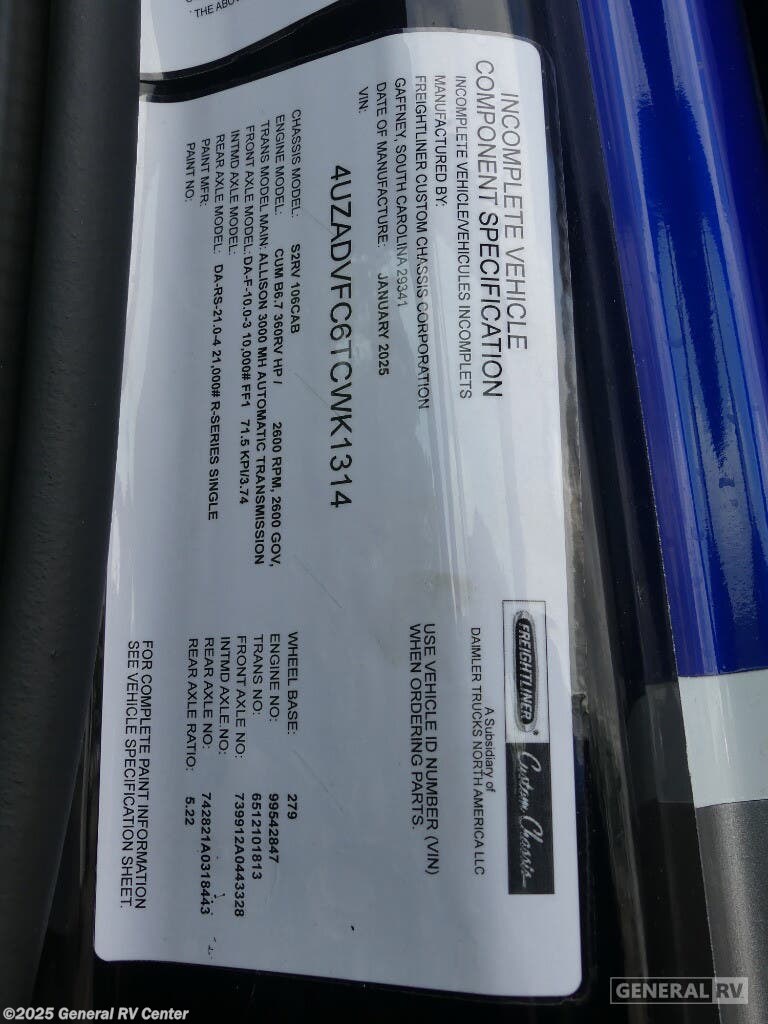 THE ABO
INCOMPLETE VEHICLE
COMPONENT SPECIFICATION
INCOMPLETE VEHICLE/VEHICULES INCOMPLETS
MANUFACTURED BY:
FREIGHTLINER CUSTOM CHASSIS CORPORATION
GAFFNEY, SOUTH CAROLINA 29341
DATE OF MANUFACTURE: JANUARY 2025
VIN:
4UZADVFC6TCWK1314
FREIGHTLINER® Custom Chassis
A Subsidiary of
DAIMLER TRUCKS NORTH AMERICA LLC
USE VEHICLE ID NUMBER (VIN)
WHEN ORDERING PARTS.
CHASSIS MODEL: S2RV 106CAB
ENGINE MODEL: CUM B6.7 360RV HP / 2600 RPM, 2600 GOV,
TRANS MODEL MAIN: ALLISON 3000 MH AUTOMATIC TRANSMISSION
FRONT AXLE MODEL: DA-F-10.0-3 10,000# FF1 71.5 KPI/3.74
INTMD AXLE MODEL:
REAR AXLE MODEL: DA-RS-21.0-4 21,000# R-SERIES SINGLE
PAINT MFR:
PAINT NO:
WHEEL BASE: 279
ENGINE NO: 99542847
TRANS NO: 6512101813
FRONT AXLE NO: 739912A0443328
INTMD AXLE NO:
REAR AXLE NO: 742821A0318443
REAR AXLE RATIO: 5.22
FOR COMPLETE PAINT INFORMATION
SEE VEHICLE SPECIFICATION SHEET.
GENERAL RV
©2025 General RV Center